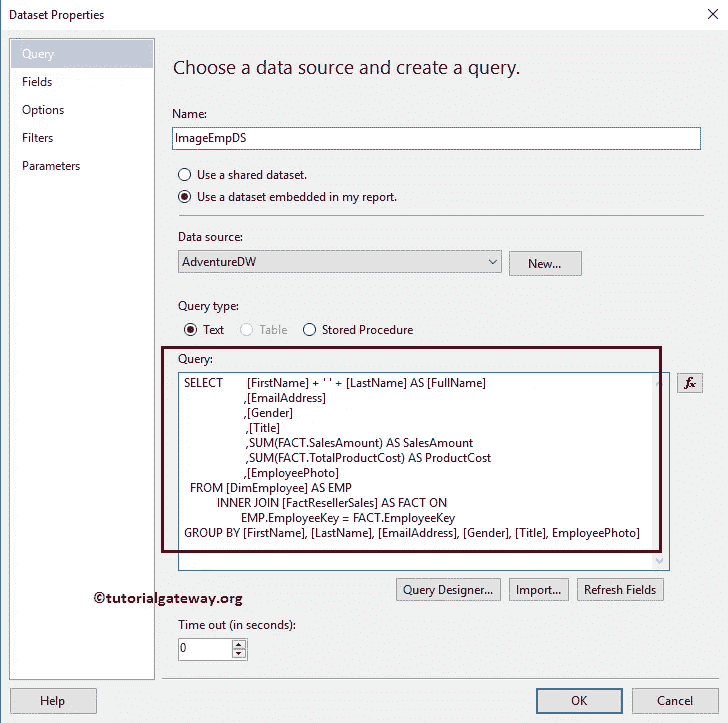 Dataset Properties
Query
Fields
Options
Filters
Parameters
Choose a data source and create a query.
Name:
ImageEmpDS
Use a shared dataset.
Use a dataset embedded in my report.
Data source:
AdventureDW
New...
Query type:
Text Table Stored Procedure
Query:
SELECT [FirstName] + ' ' + [LastName] AS [FullName]
,[EmailAddress]
,[Gender]
,[Title]
,SUM(FACT.SalesAmount) AS SalesAmount
,SUM(FACT.TotalProductCost) AS ProductCost
,[EmployeePhoto]
FROM [DimEmployee] AS EMP
INNER JOIN [FactResellerSales] AS FACT ON
EMP.EmployeeKey = FACT.EmployeeKey
GROUP BY [FirstName], [LastName], [EmailAddress], [Gender], [Title], EmployeePhoto]
fx
Query Designer... Import... Refresh Fields
©tutorialgateway.org
Time out (in seconds):
0
Help OK Cancel